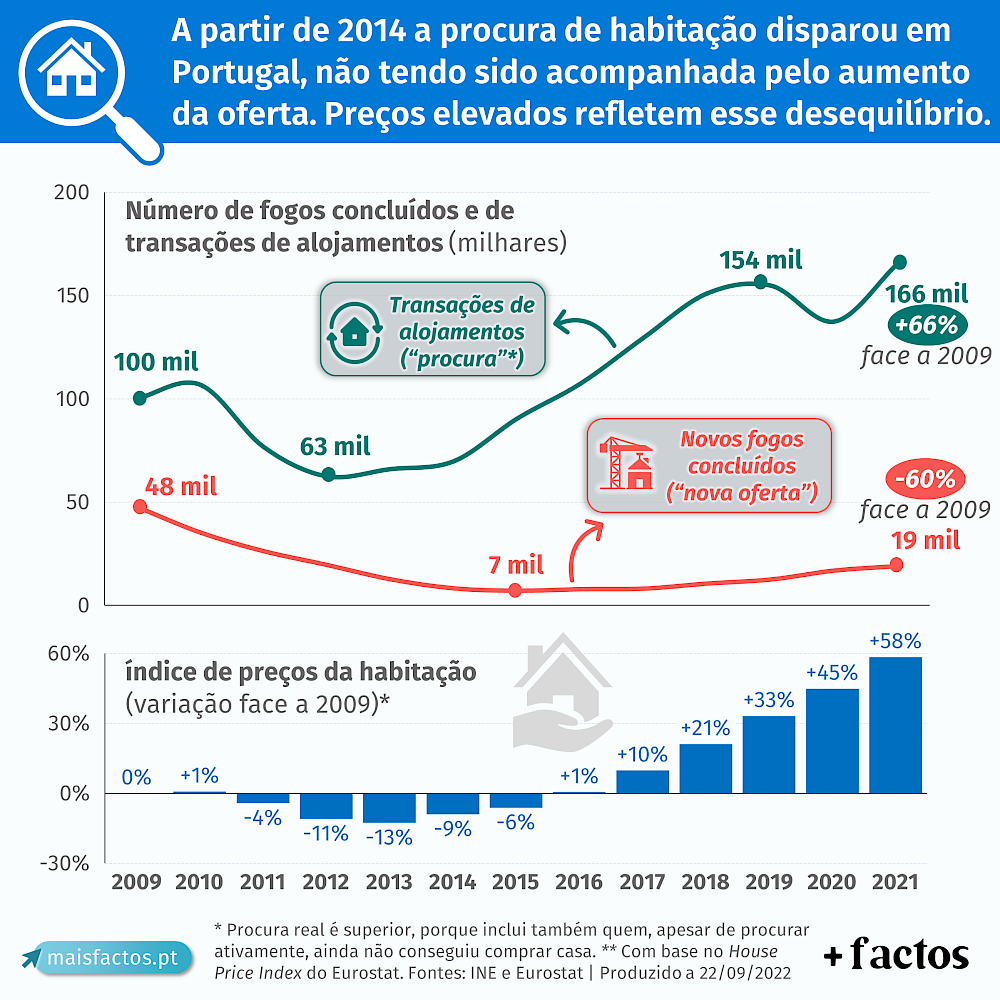 A partir de 2014 a procura de habitação disparou em
Portugal, não tendo sido acompanhada pelo aumento
da oferta. Preços elevados refletem esse desequilíbrio.
200
Número de fogos concluídos e de
transações de alojamentos (milhares)
154 mil
150
Transações de
alojamentos
("procura"*)
166 mil
+66%
face a 2009
100 mil
100
63 mil
Novos fogos
concluídos
("nova oferta")
-60%
face a 2009
48 mil
50
19 mil
7 mil
0
60%
índice de preços da habitação
(variação face a 2009)*
30%
0%
-30%
0%
+1%
-4%
-11%
-13%
-9%
-6%
+1%
+10%
+21%
+33%
+45%
+58%
2009 2010 2011 2012 2013 2014 2015 2016 2017 2018 2019 2020 2021
* Procura real é superior, porque inclui também quem, apesar de procurar
ativamente, ainda não conseguiu comprar casa. ** Com base no House
Price Index do Eurostat. Fontes: INE e Eurostat | Produzido a 22/09/2022
maisfactos.pt
+factos